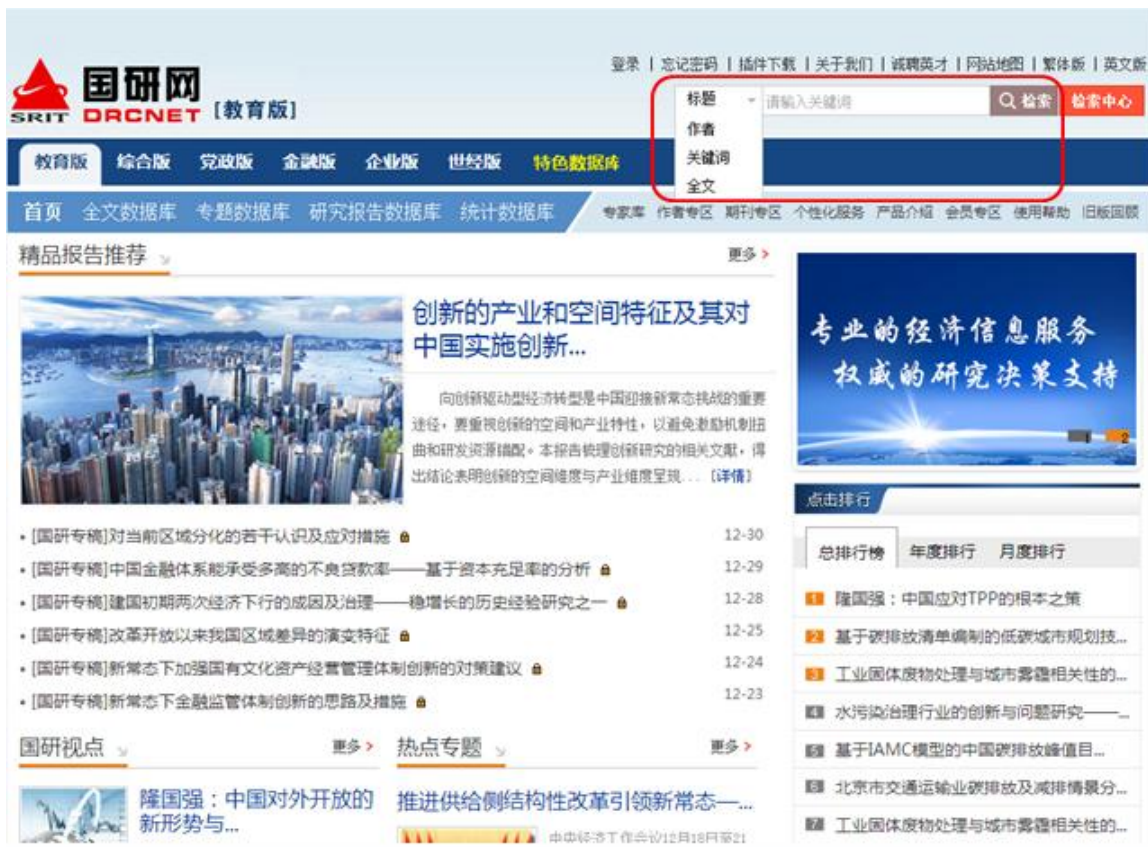 登录 | 忘记密码 | 插件下载 | 关于我们 | 诚聘英才 | 网站地图 | 繁体版 | 英文版
SRIT 国研网 DRCNET [教育版]
标题 请输入关键词 检索 检索中心
作者
关键词
全文
教育版 综合版 党政版 金融版 企业版 世经版 特色数据库
首页 全文数据库 专题数据库 研究报告数据库 统计数据库 专家库 作者专区 期刊专区 个性化服务 产品介绍 会员专区 使用帮助 旧版回顾
精品报告推荐 更多 >
创新的产业和空间特征及其对
中国实施创新...
向创新驱动型经济转型是中国迎接新常态挑战的重要
途径，要重视创新的空间和产业特性，以避免激励机制扭
曲和研发资源错配。本报告梳理创新研究的相关文献，得
出结论表明创新的空间维度与产业维度呈现... [详情]
• [国研专稿]对当前区域分化的若干认识及应对措施 12-30
• [国研专稿]中国金融体系能承受多高的不良贷款率——基于资本充足率的分析 12-29
• [国研专稿]建国初期两次经济下行的成因及治理——稳增长的历史经验研究之一 12-28
• [国研专稿]改革开放以来我国区域差异的演变特征 12-25
• [国研专稿]新常态下加强国有文化资产经营管理体制创新的对策建议 12-24
• [国研专稿]新常态下金融监管体制创新的思路及措施 12-23
国研视点 更多 >
隆国强：中国对外开放的
新形势与...
热点专题 更多 >
推进供给侧结构性改革引领新常态—...
中央经济工作会议12月18日至21
专业的经济信息服务
权威的研究决策支持
1 2
点击排行
总排行榜 年度排行 月度排行
1 隆国强：中国应对TPP的根本之策
2 基于碳排放清单编制的低碳城市规划技...
3 工业固体废物处理与城市雾霾相关性的...
4 水污染治理行业的创新与问题研究——...
5 基于IAMC模型的中国碳排放峰值目...
6 北京市交通运输业碳排放及减排情景分...
7 工业固体废物处理与城市雾霾相关性的...